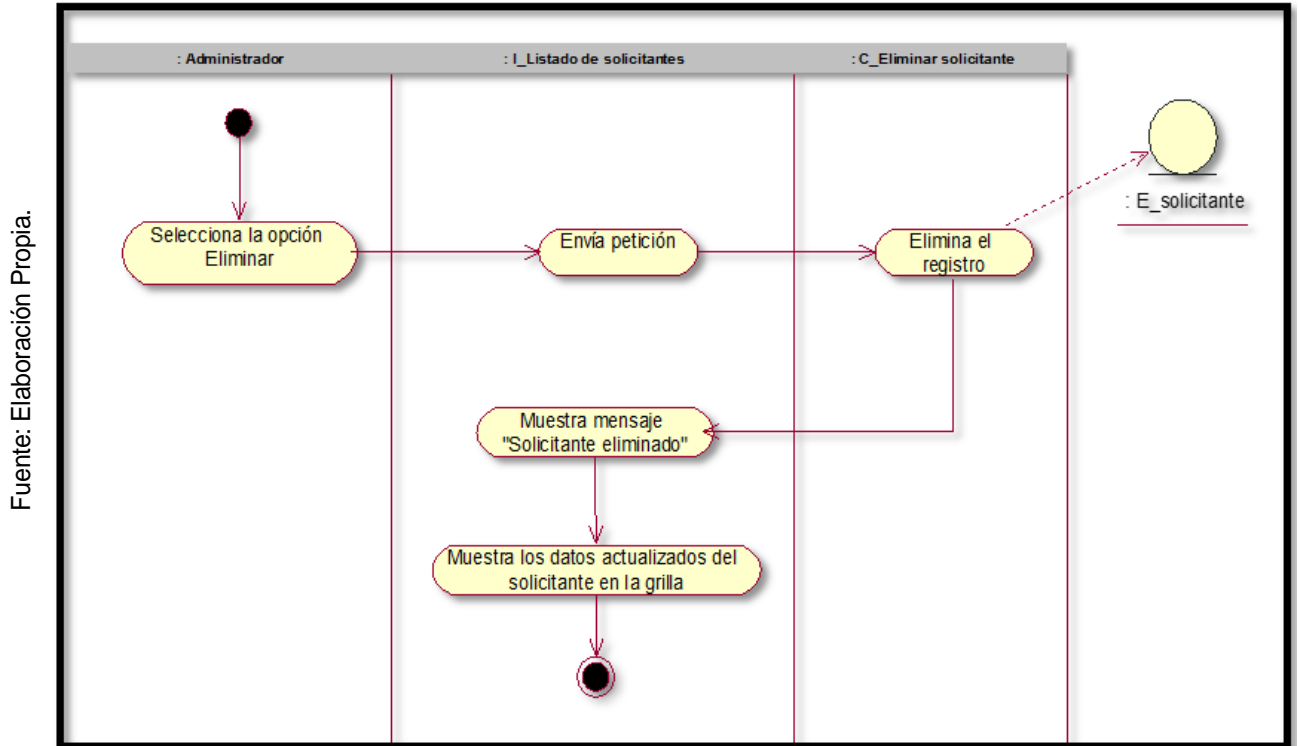 Fuente: Elaboración Propia.
: Administrador
: I_Listado de solicitantes
: C_Eliminar solicitante
: E_solicitante
Selecciona la opción
Eliminar
Envía petición
Elimina el
registro
Muestra mensaje
"Solicitante eliminado"
Muestra los datos actualizados del
solicitante en la grilla